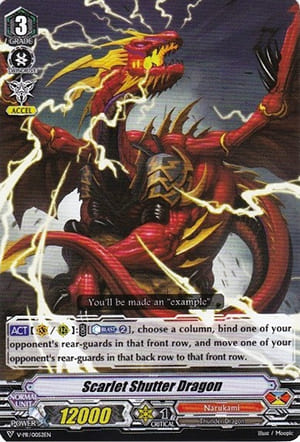 3
GRADE
ACCEL
You'll be made an "example"
ACT [ / ]:COST [BLAST 2], choose a column, bind one of your
opponent's rear-guards in that front row, and move one of your
opponent's rear-guards in that back row to that front row.
Scarlet Shutter Dragon
NORMAL
UNIT
POWER
12000
1
CRITICAL
Narukami
Thunder Dragon
V-PR/0052EN
Illust / Moopic